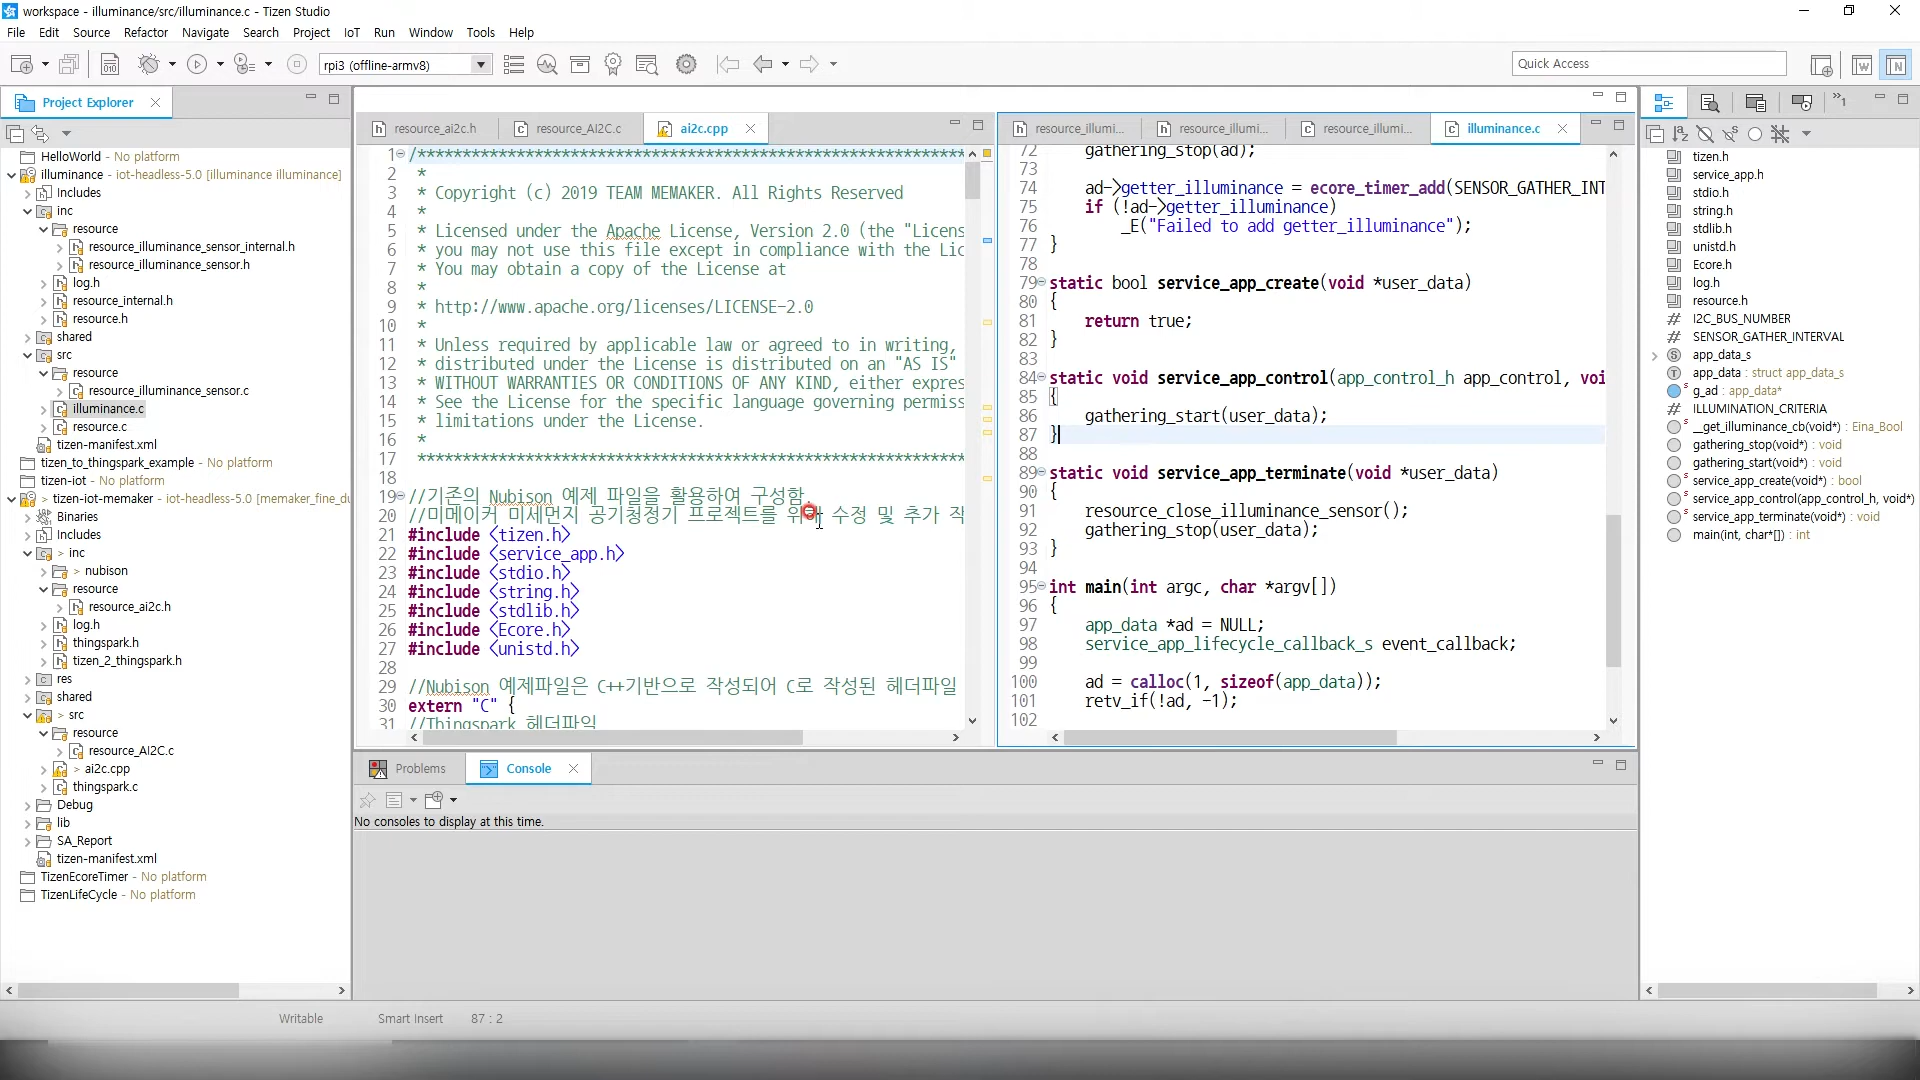 workspace - illuminance/src/illuminance.c - Tizen Studio
File Edit Source Refactor Navigate Search Project IoT Run Window Tools Help
rpi3 (offline-armv8)
Quick Access
Project Explorer
HelloWorld - No platform
illuminance - iot-headless-5.0 [illuminance illuminance]
Includes
inc
resource
resource_illuminance_sensor_internal.h
resource_illuminance_sensor.h
log.h
resource_internal.h
resource.h
shared
src
resource
resource_illuminance_sensor.c
illuminance.c
resource.c
tizen-manifest.xml
tizen_to_thingspark_example - No platform
tizen-iot - No platform
> tizen-iot-memaker - iot-headless-5.0 [memaker_fine_du
Binaries
Includes
> inc
> nubison
resource
resource_ai2c.h
log.h
thingspark.h
tizen_2_thingspark.h
res
shared
> src
resource
resource_AI2C.c
> ai2c.cpp
thingspark.c
Debug
lib
SA_Report
tizen-manifest.xml
TizenEcoreTimer - No platform
TizenLifeCycle - No platform
resource_ai2c.h resource_AI2C.c ai2c.cpp
1 /*************************************************************
2 *
3 * Copyright (c) 2019 TEAM MEMAKER. All Rights Reserved
4 *
5 * Licensed under the Apache License, Version 2.0 (the "Licens
6 * you may not use this file except in compliance with the Lic
7 * You may obtain a copy of the License at
8 *
9 * http://www.apache.org/licenses/LICENSE-2.0
10 *
11 * Unless required by applicable law or agreed to in writing,
12 * distributed under the License is distributed on an "AS IS"
13 * WITHOUT WARRANTIES OR CONDITIONS OF ANY KIND, either expres
14 * See the License for the specific language governing permiss
15 * limitations under the License.
16 *
17 *************************************************************
18
19 //기존의 Nubison 예제 파일을 활용하여 구성함.
20 //미메이커 미세먼지 공기청정기 프로젝트를 위해 수정 및 추가 작
21 #include <tizen.h>
22 #include <service_app.h>
23 #include <stdio.h>
24 #include <string.h>
25 #include <stdlib.h>
26 #include <Ecore.h>
27 #include <unistd.h>
28
29 //Nubison 예제파일은 C++기반으로 작성되어 C로 작성된 헤더파일
30 extern "C" {
31 //Thingspark 헤더파일
resource_illumi... resource_illumi... resource_illumi... illuminance.c
72 gathering_stop(ad);
73
74 ad->getter_illuminance = ecore_timer_add(SENSOR_GATHER_INT
75 if (!ad->getter_illuminance)
76 _E("Failed to add getter_illuminance");
77 }
78
79 static bool service_app_create(void *user_data)
80 {
81 return true;
82 }
83
84 static void service_app_control(app_control_h app_control, voi
85 {
86 gathering_start(user_data);
87 }
88
89 static void service_app_terminate(void *user_data)
90 {
91 resource_close_illuminance_sensor();
92 gathering_stop(user_data);
93 }
94
95 int main(int argc, char *argv[])
96 {
97 app_data *ad = NULL;
98 service_app_lifecycle_callback_s event_callback;
99
100 ad = calloc(1, sizeof(app_data));
101 retv_if(!ad, -1);
102
Problems Console
No consoles to display at this time.
tizen.h
service_app.h
stdio.h
string.h
stdlib.h
unistd.h
Ecore.h
log.h
resource.h
I2C_BUS_NUMBER
SENSOR_GATHER_INTERVAL
app_data_s
app_data : struct app_data_s
g_ad : app_data*
ILLUMINATION_CRITERIA
__get_illuminance_cb(void*) : Eina_Bool
gathering_stop(void*) : void
gathering_start(void*) : void
service_app_create(void*) : bool
service_app_control(app_control_h, void*)
service_app_terminate(void*) : void
main(int, char*[]) : int
Writable Smart Insert 87 : 2